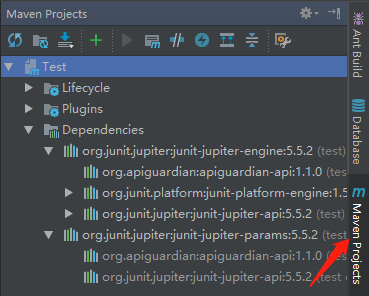 Maven Projects
Test
Lifecycle
Plugins
Dependencies
org.junit.jupiter:junit-jupiter-engine:5.5.2 (test)
org.apiguardian:apiguardian-api:1.1.0 (test)
org.junit.platform:junit-platform-engine:1.5
org.junit.jupiter:junit-jupiter-api:5.5.2 (test)
org.junit.jupiter:junit-jupiter-params:5.5.2 (test
org.apiguardian:apiguardian-api:1.1.0 (test)
org.junit.jupiter:junit-jupiter-api:5.5.2 (test)
Ant Build
Database
Maven Projects